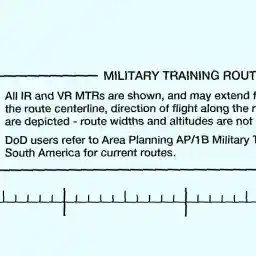 MILITARY TRAINING ROUT
All IR and VR MTRs are shown, and may extend f
the route centerline, direction of flight along the r
are depicted - route widths and altitudes are not
DoD users refer to Area Planning AP/1B Military T
South America for current routes.